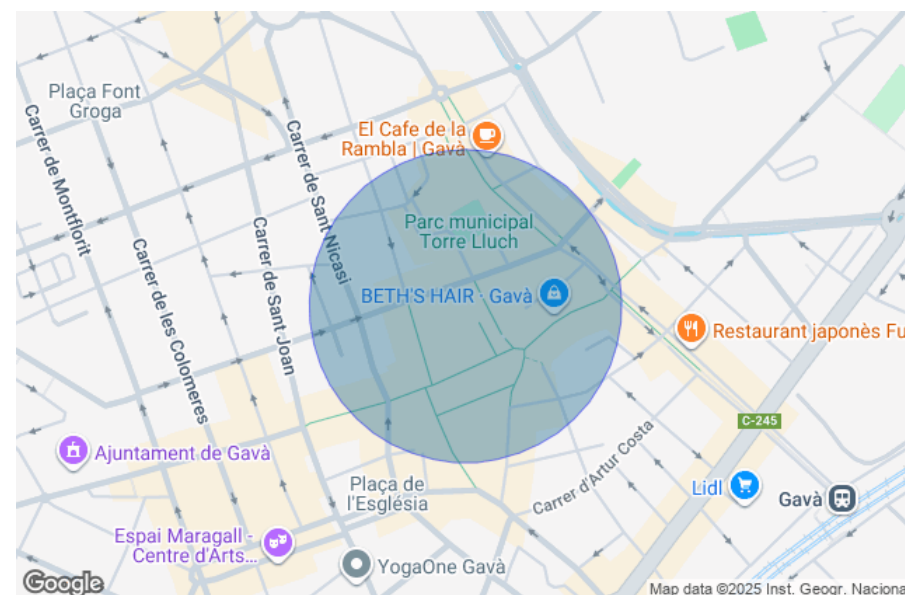 Plaça Font
Groga
El Cafe de la
Rambla | Gavà
Carrer de Montflorit
Carrer de Sant Nicasi
Parc municipal
Torre Lluch
Carrer de les Colomeres
Carrer de Sant Joan
BETH'S HAIR - Gavà
Restaurant japonès Fu
C-245
Ajuntament de Gavà
Carrer d'Artur Costa
Plaça de
l'Església
Lidl
Gavà
Espai Maragall -
Centre d'Arts...
YogaOne Gavà
Google
Map data ©2025 Inst. Geogr. Naciona